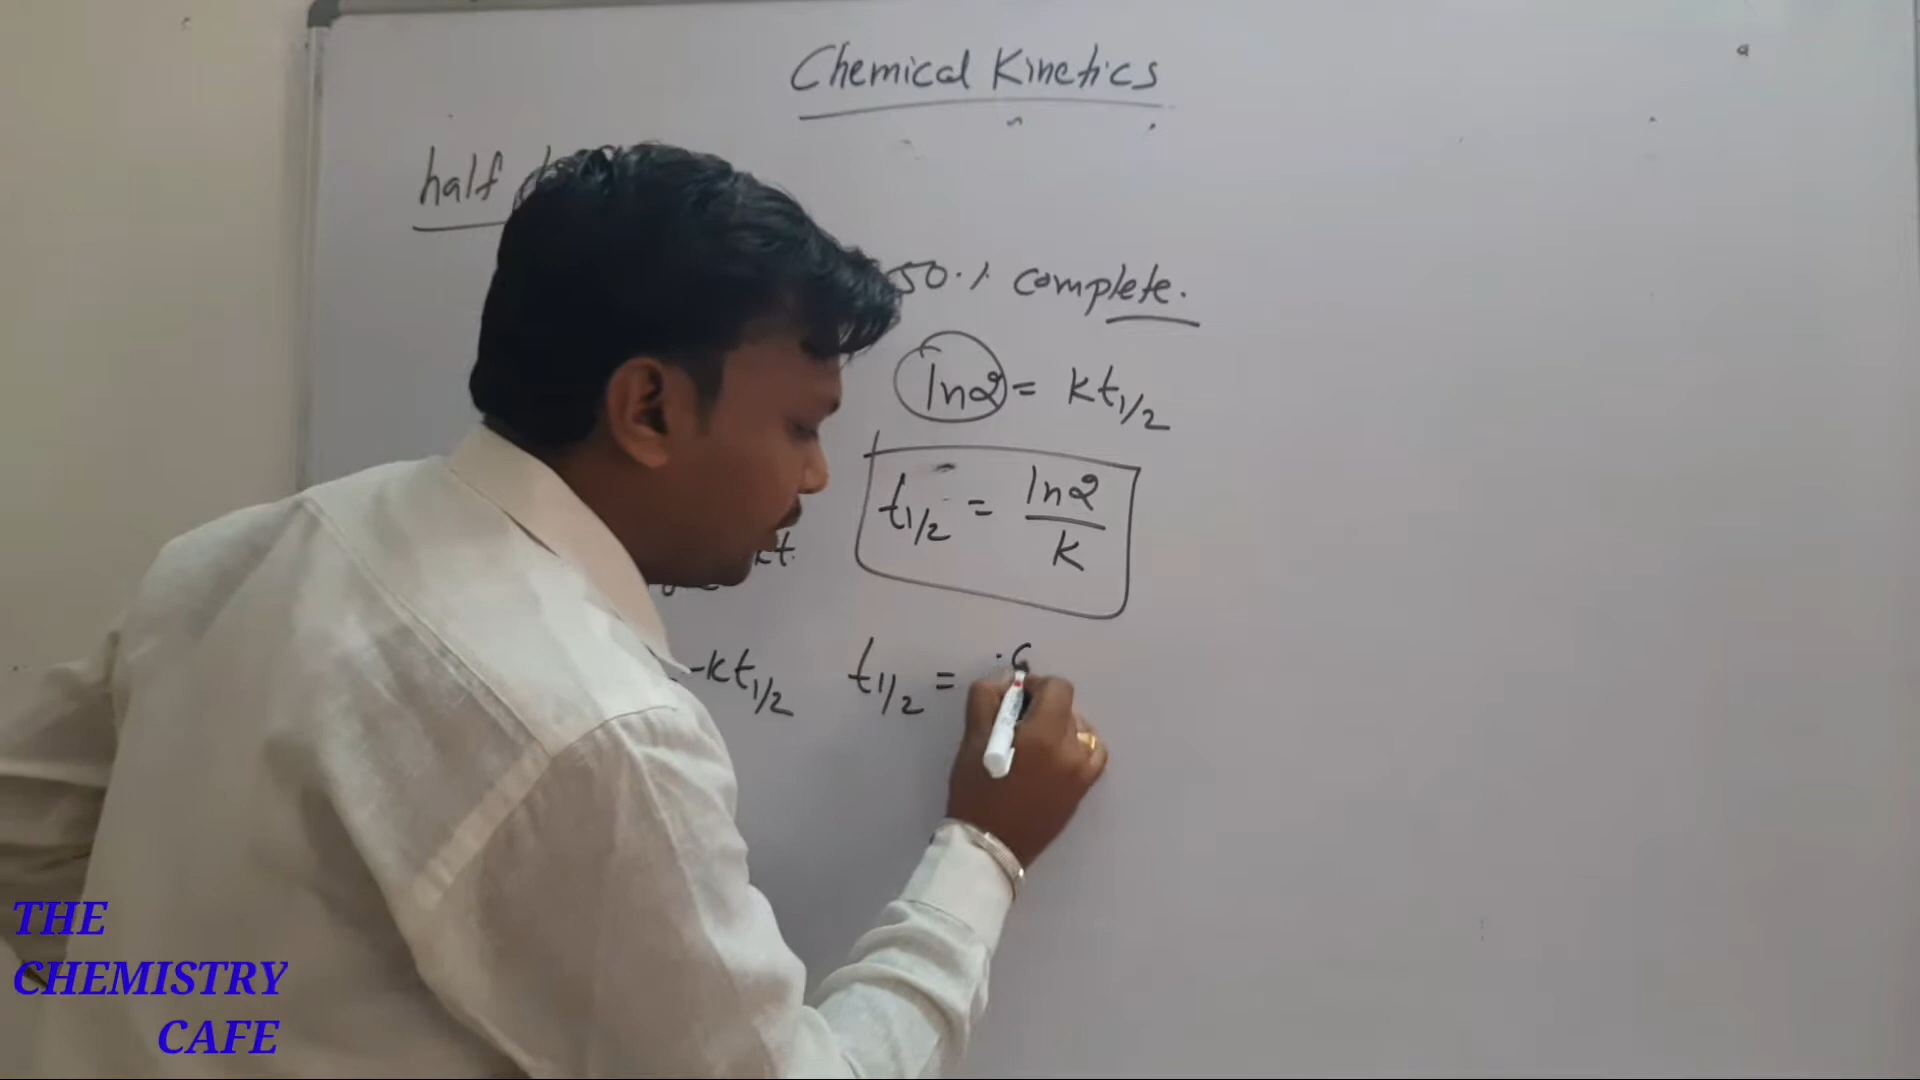 Chemical Kinetics
half
50% complete.
ln2 = kt1/2
t1/2 = ln2/k
kt.
-kt1/2
t1/2 =
THE
CHEMISTRY
CAFE